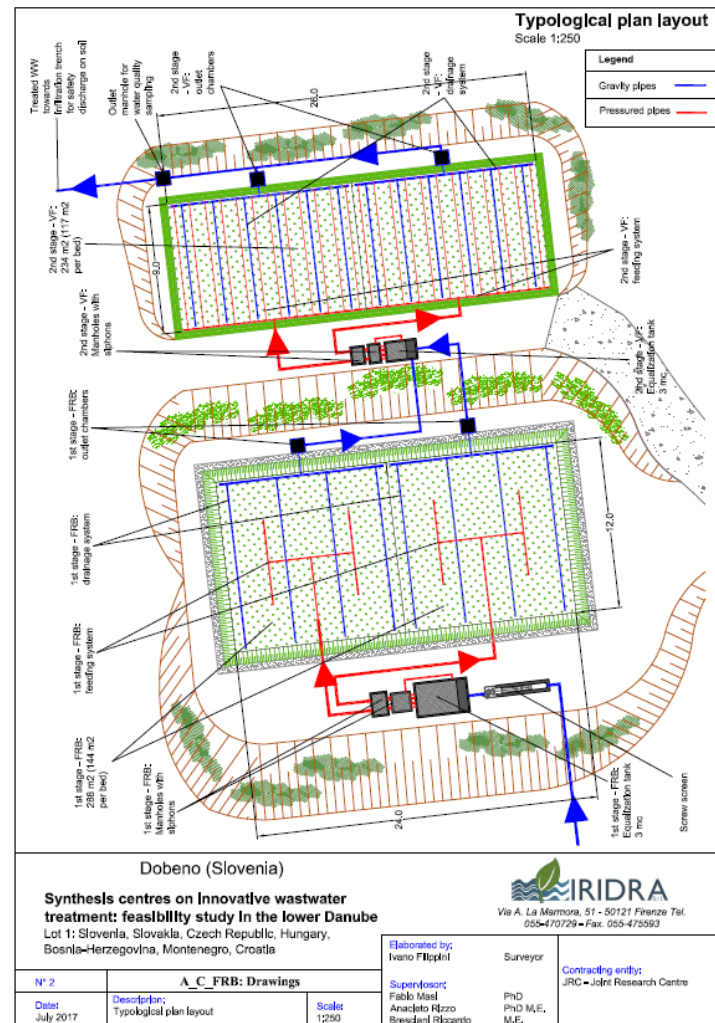 Typological plan layout
Scale 1:250
Legend
Gravity pipes
Pressured pipes
Treated WW
towards
infiltration trench
for safety
discharge on soil
Outlet
manhole for
water quality
sampling
2nd stage -
VF:
outlet
chambers
2nd stage
- VF:
drainage
system
26.0
2nd stage - VF:
234 m2 (117 m2
per bed)
9.0
2nd stage - VF:
feeding system
2nd stage - VF:
Manholes with
siphons
2nd stage - VF:
Equalization tank
3 mc
1st stage - FRB:
outlet chambers
12.0
1st stage - FRB:
drainage system
1st stage - FRB:
feeding system
1st stage - FRB:
288 m2 (144 m2
per bed)
1st stage - FRB:
Manholes with
siphons
24.0
1st stage - FRB:
Equalization tank
3 mc
Screw screen
Dobeno (Slovenia)
Synthesis centres on innovative wastwater
treatment: feasibility study in the lower Danube
Lot 1: Slovenia, Slovakia, Czech Republic, Hungary,
Bosnia-Herzegovina, Montenegro, Croatia
IRIDRA
Via A. La Marmora, 51 - 50121 Firenze Tel.
055-470729 - Fax. 055-475593
N° 2
A_C_FRB: Drawings
Date:
July 2017
Description:
Typological plan layout
Scale:
1:250
Elaborated by:
Ivano Filippini Surveyor
Supervioson:
Fabio Masi PhD
Anacleto Rizzo PhD M.E.
Bresciani Riccardo M.E.
Contracting entity:
JRC - Joint Research Centre